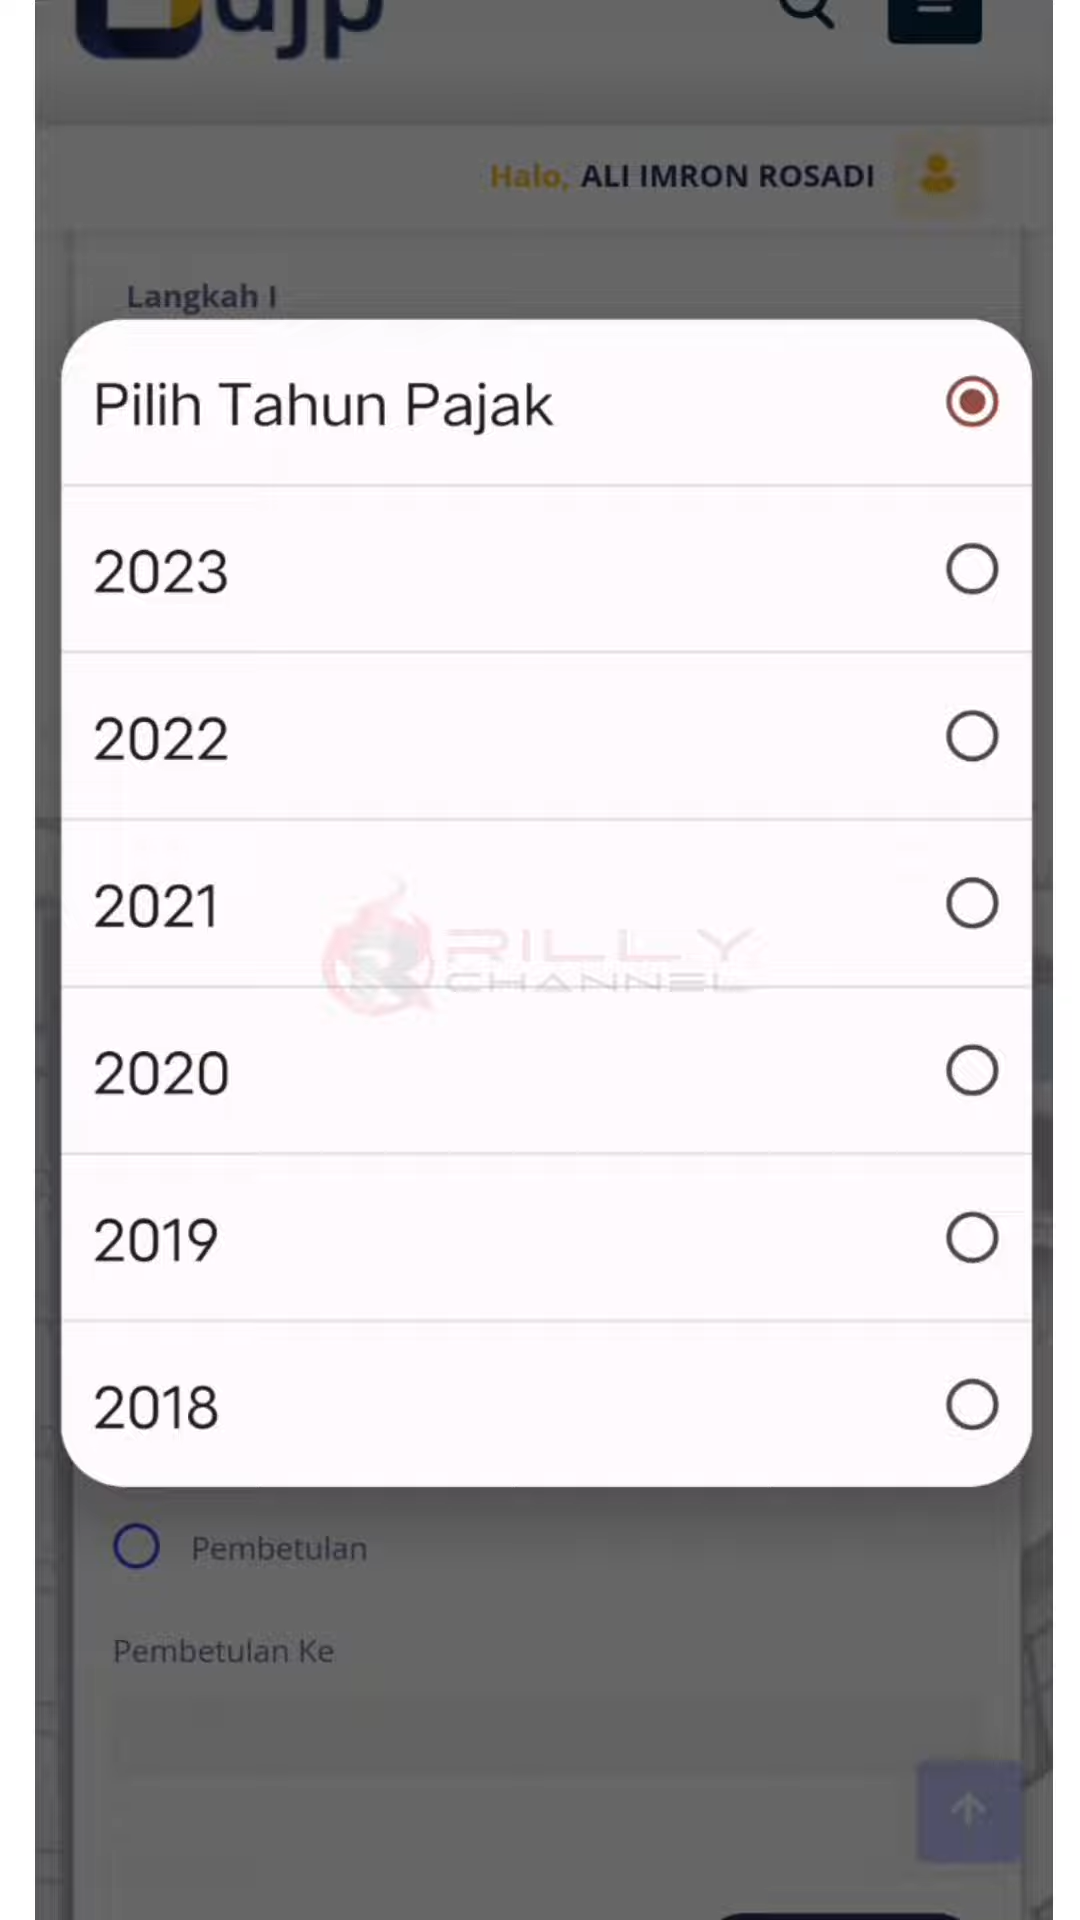 djp
Halo, ALI IMRON ROSADI
Langkah I
Pilih Tahun Pajak
2023
2022
2021
RILLY
CHANNEL
2020
2019
2018
Pembetulan
Pembetulan Ke